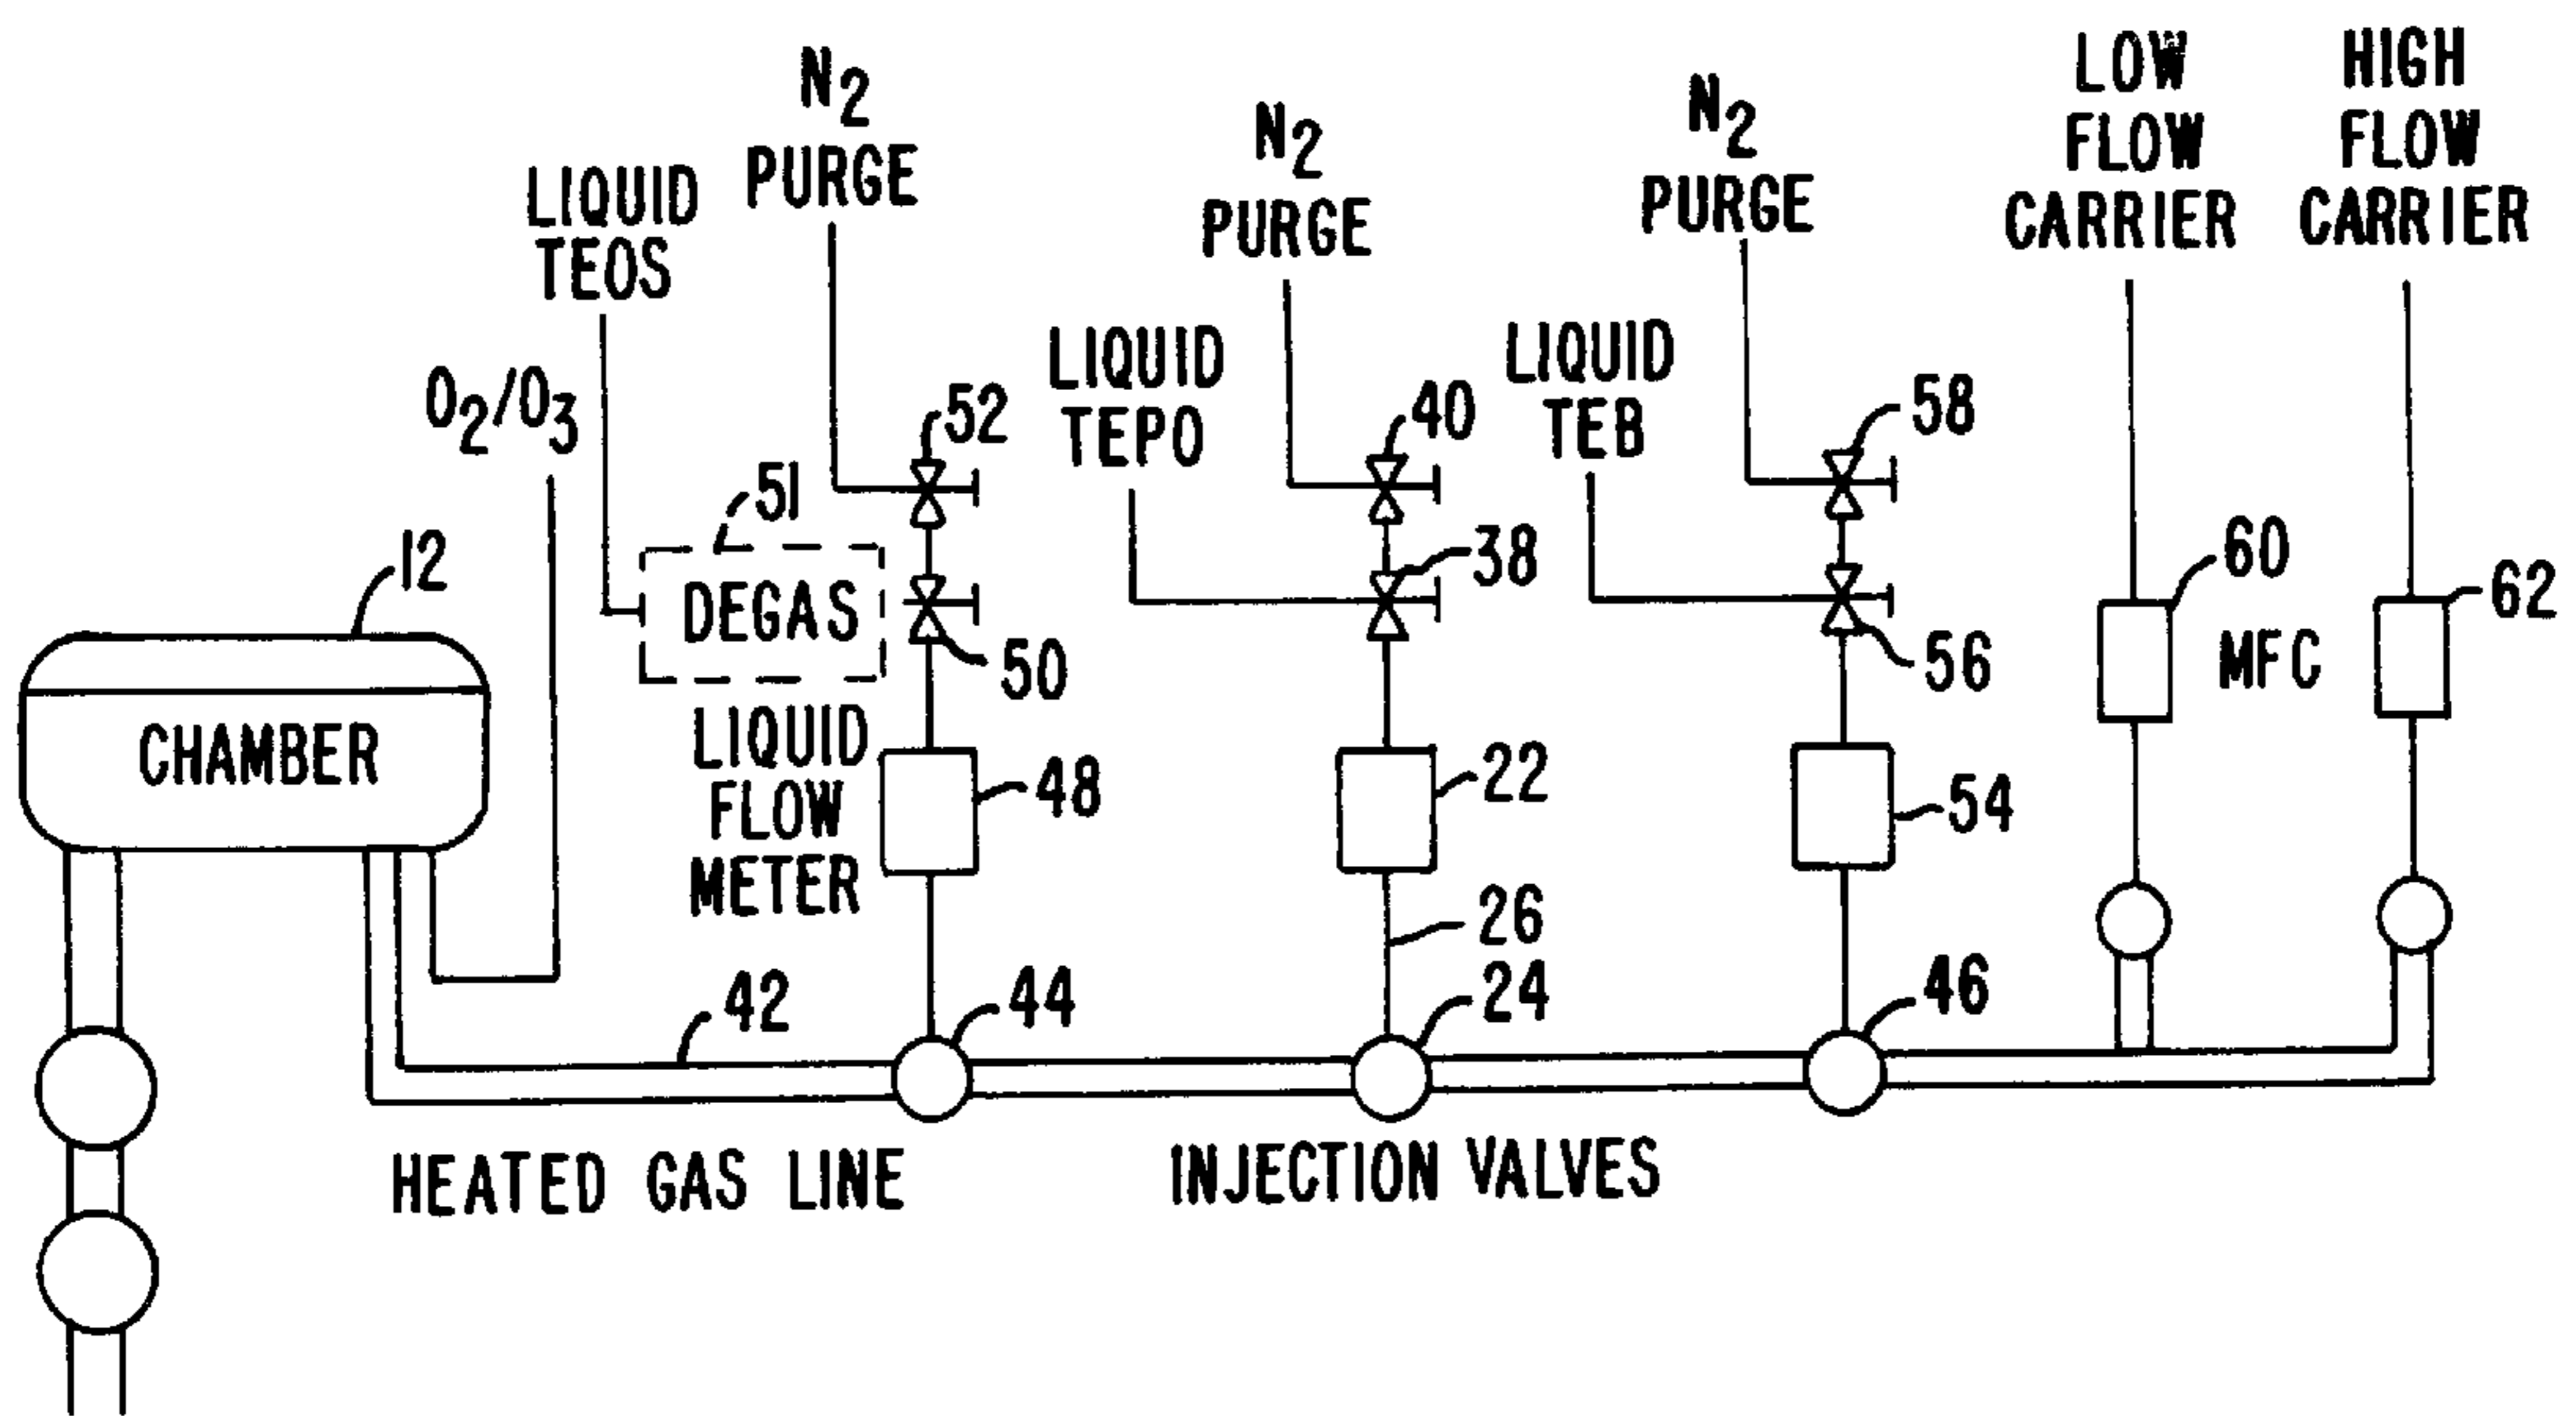 LOW
FLOW
CARRIER
HIGH
FLOW
CARRIER
N2
PURGE
N2
PURGE
N2
PURGE
LIQUID
TEOS
O2/O3
LIQUID
TEPO
LIQUID
TEB
52
40
58
51
12
DEGAS
38
60
62
50
56
MFC
CHAMBER
LIQUID
FLOW
METER
48
22
54
26
42
44
24
46
HEATED GAS LINE
INJECTION VALVES